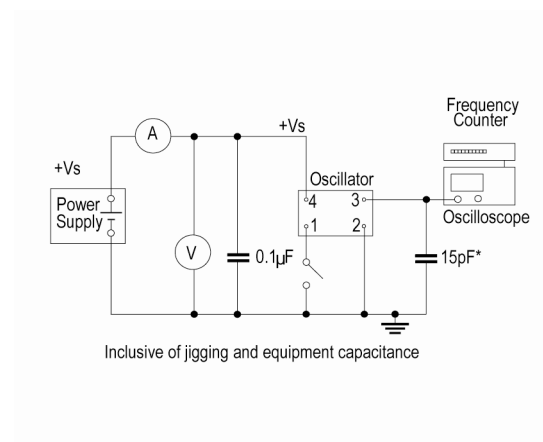 Frequency
Counter
A
+Vs
+Vs
Oscillator
Power
Supply
4
3
1
2
Oscilloscope
V
0.1µF
15pF*
Inclusive of jigging and equipment capacitance